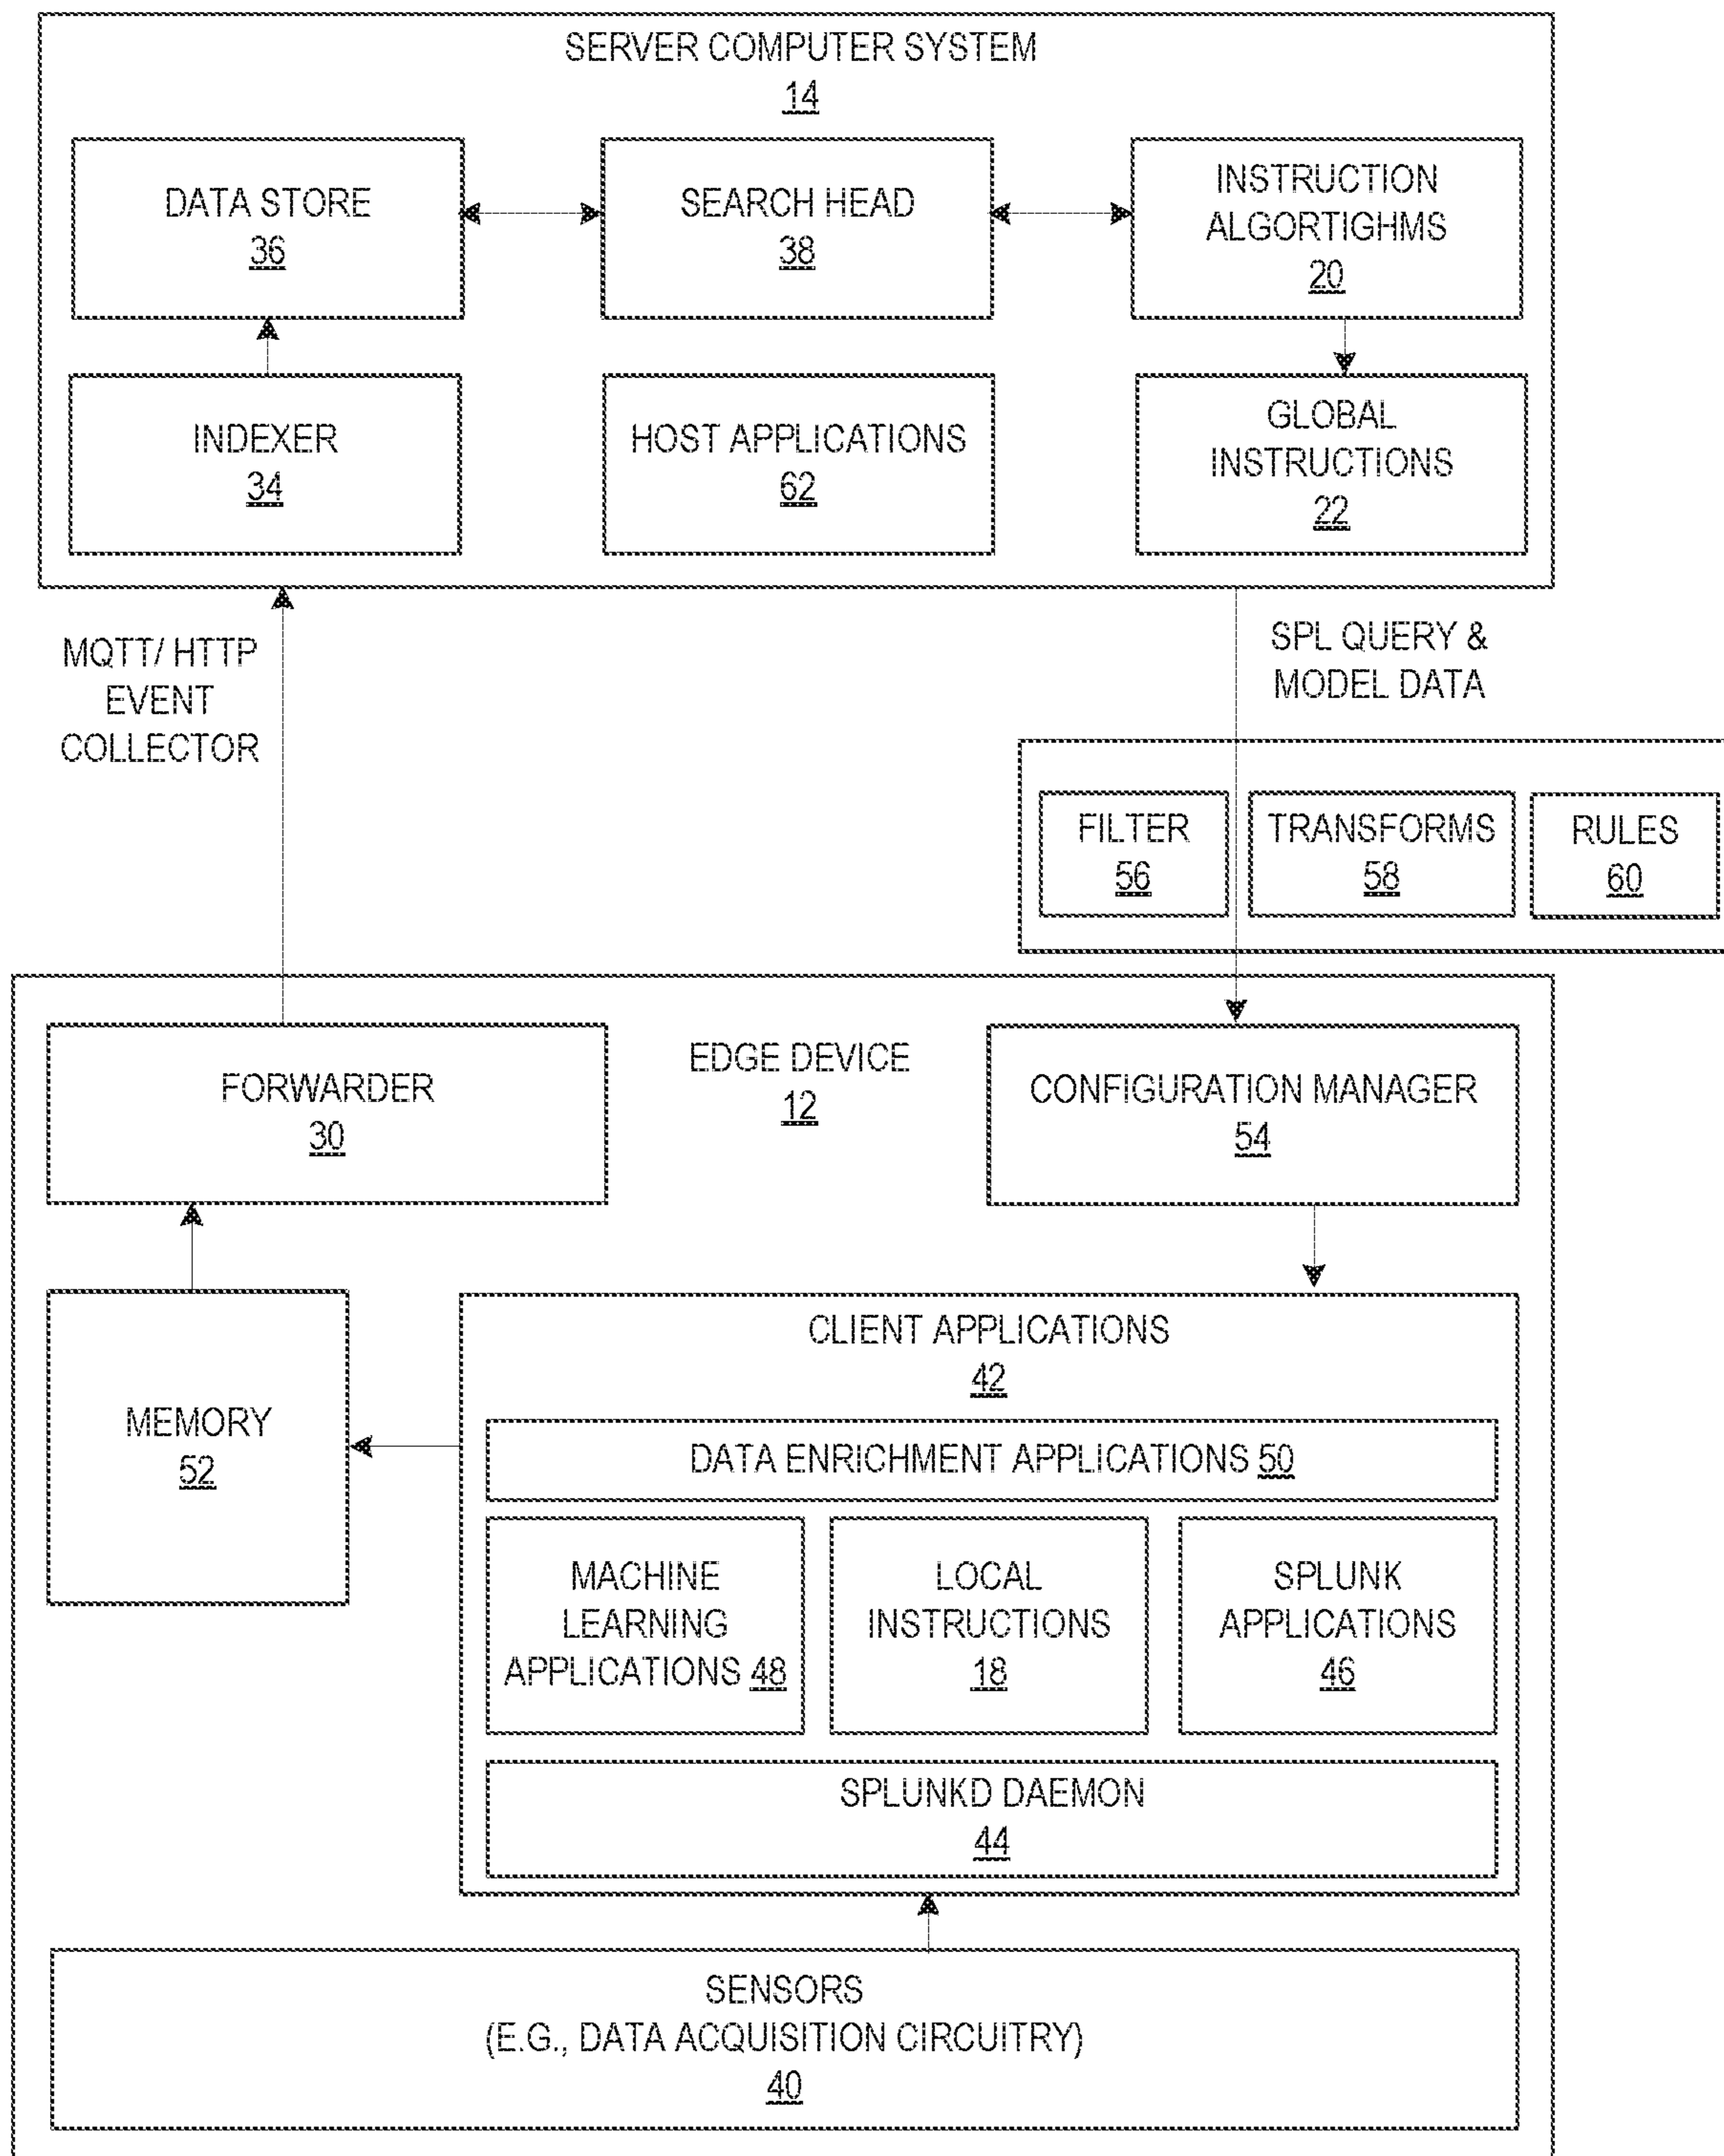 SERVER COMPUTER SYSTEM
14
DATA STORE
36
SEARCH HEAD
38
INSTRUCTION
ALGORTIGHMS
20
INDEXER
34
HOST APPLICATIONS
62
GLOBAL
INSTRUCTIONS
22
MQTT/ HTTP
EVENT
COLLECTOR
SPL QUERY &
MODEL DATA
FILTER
56
TRANSFORMS
58
RULES
60
FORWARDER
30
EDGE DEVICE
12
CONFIGURATION MANAGER
54
MEMORY
52
CLIENT APPLICATIONS
42
DATA ENRICHMENT APPLICATIONS 50
MACHINE
LEARNING
APPLICATIONS 48
LOCAL
INSTRUCTIONS
18
SPLUNK
APPLICATIONS
46
SPLUNKD DAEMON
44
SENSORS
(E.G., DATA ACQUISITION CIRCUITRY)
40